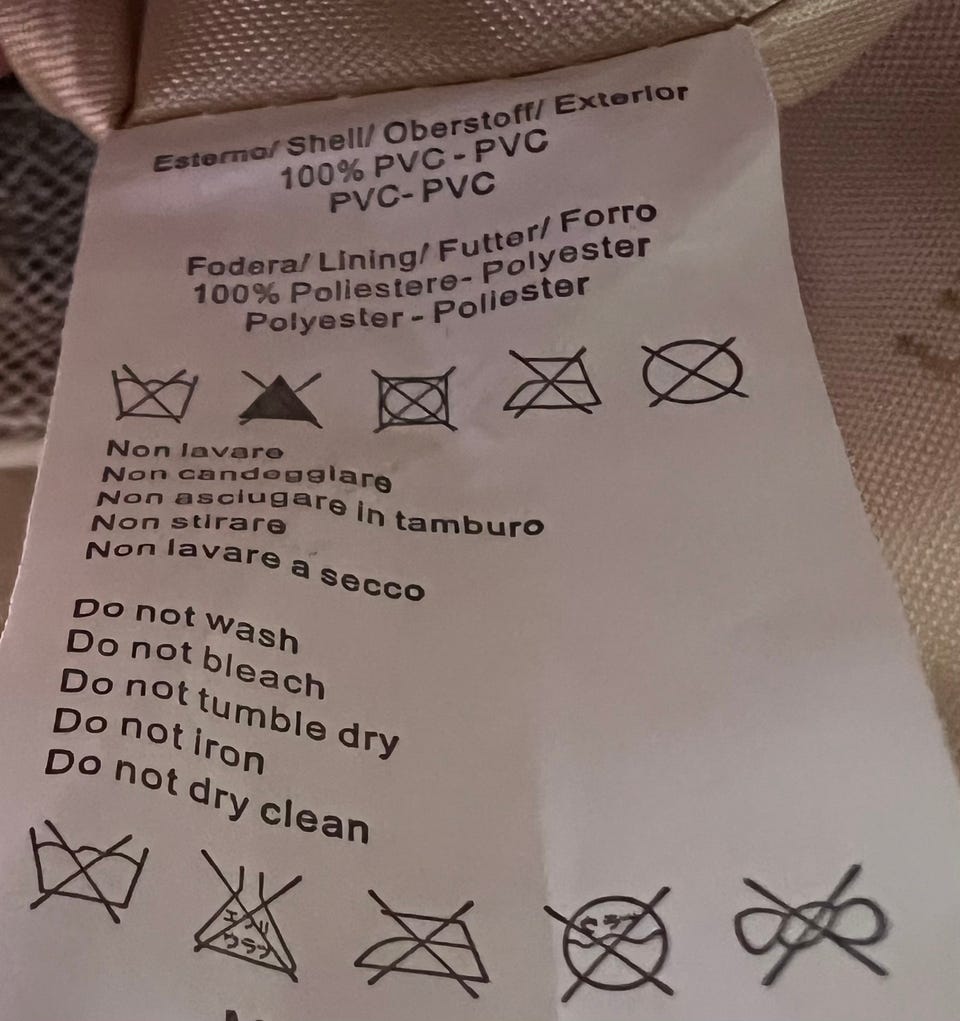 Esterno/ Shell/ Oberstoff/ Exterior
100% PVC - PVC
PVC- PVC
Fodera/ Lining/ Futter/ Forro
100% Poliestere- Polyester
Polyester - Poliester
Non lavare
Non candeggiare
Non asciugare in tamburo
Non stirare
Non lavare a secco
Do not wash
Do not bleach
Do not tumble dry
Do not iron
Do not dry clean